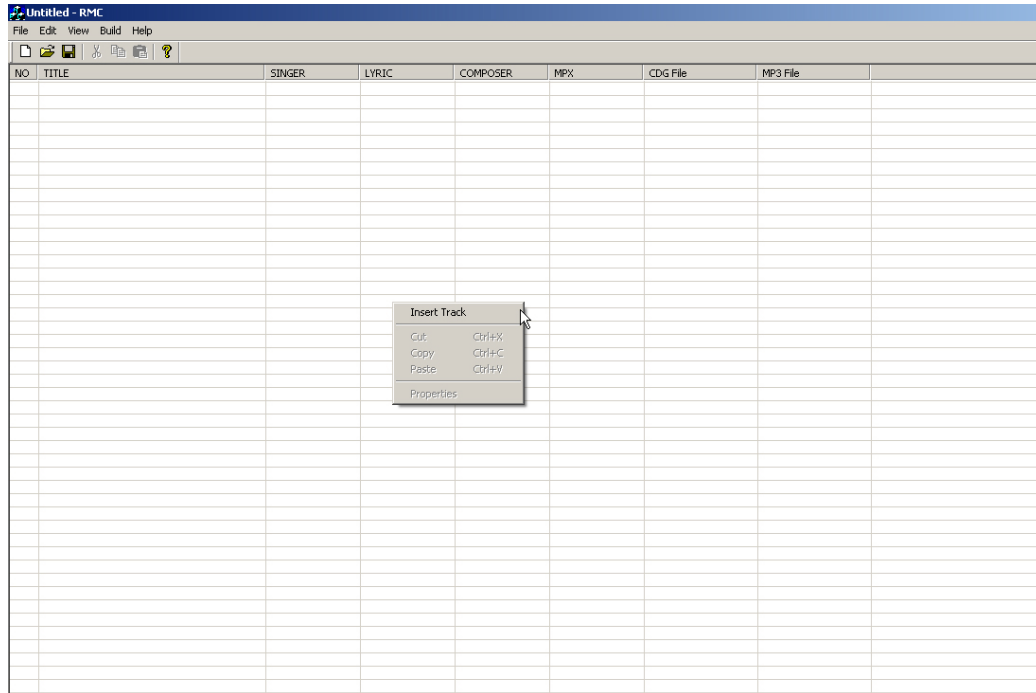 Untitled - RMC
File Edit View Build Help
NO TITLE SINGER LYRIC COMPOSER MPX CDG File MP3 File
Insert Track
Cut Ctrl+X
Copy Ctrl+C
Paste Ctrl+V
Properties